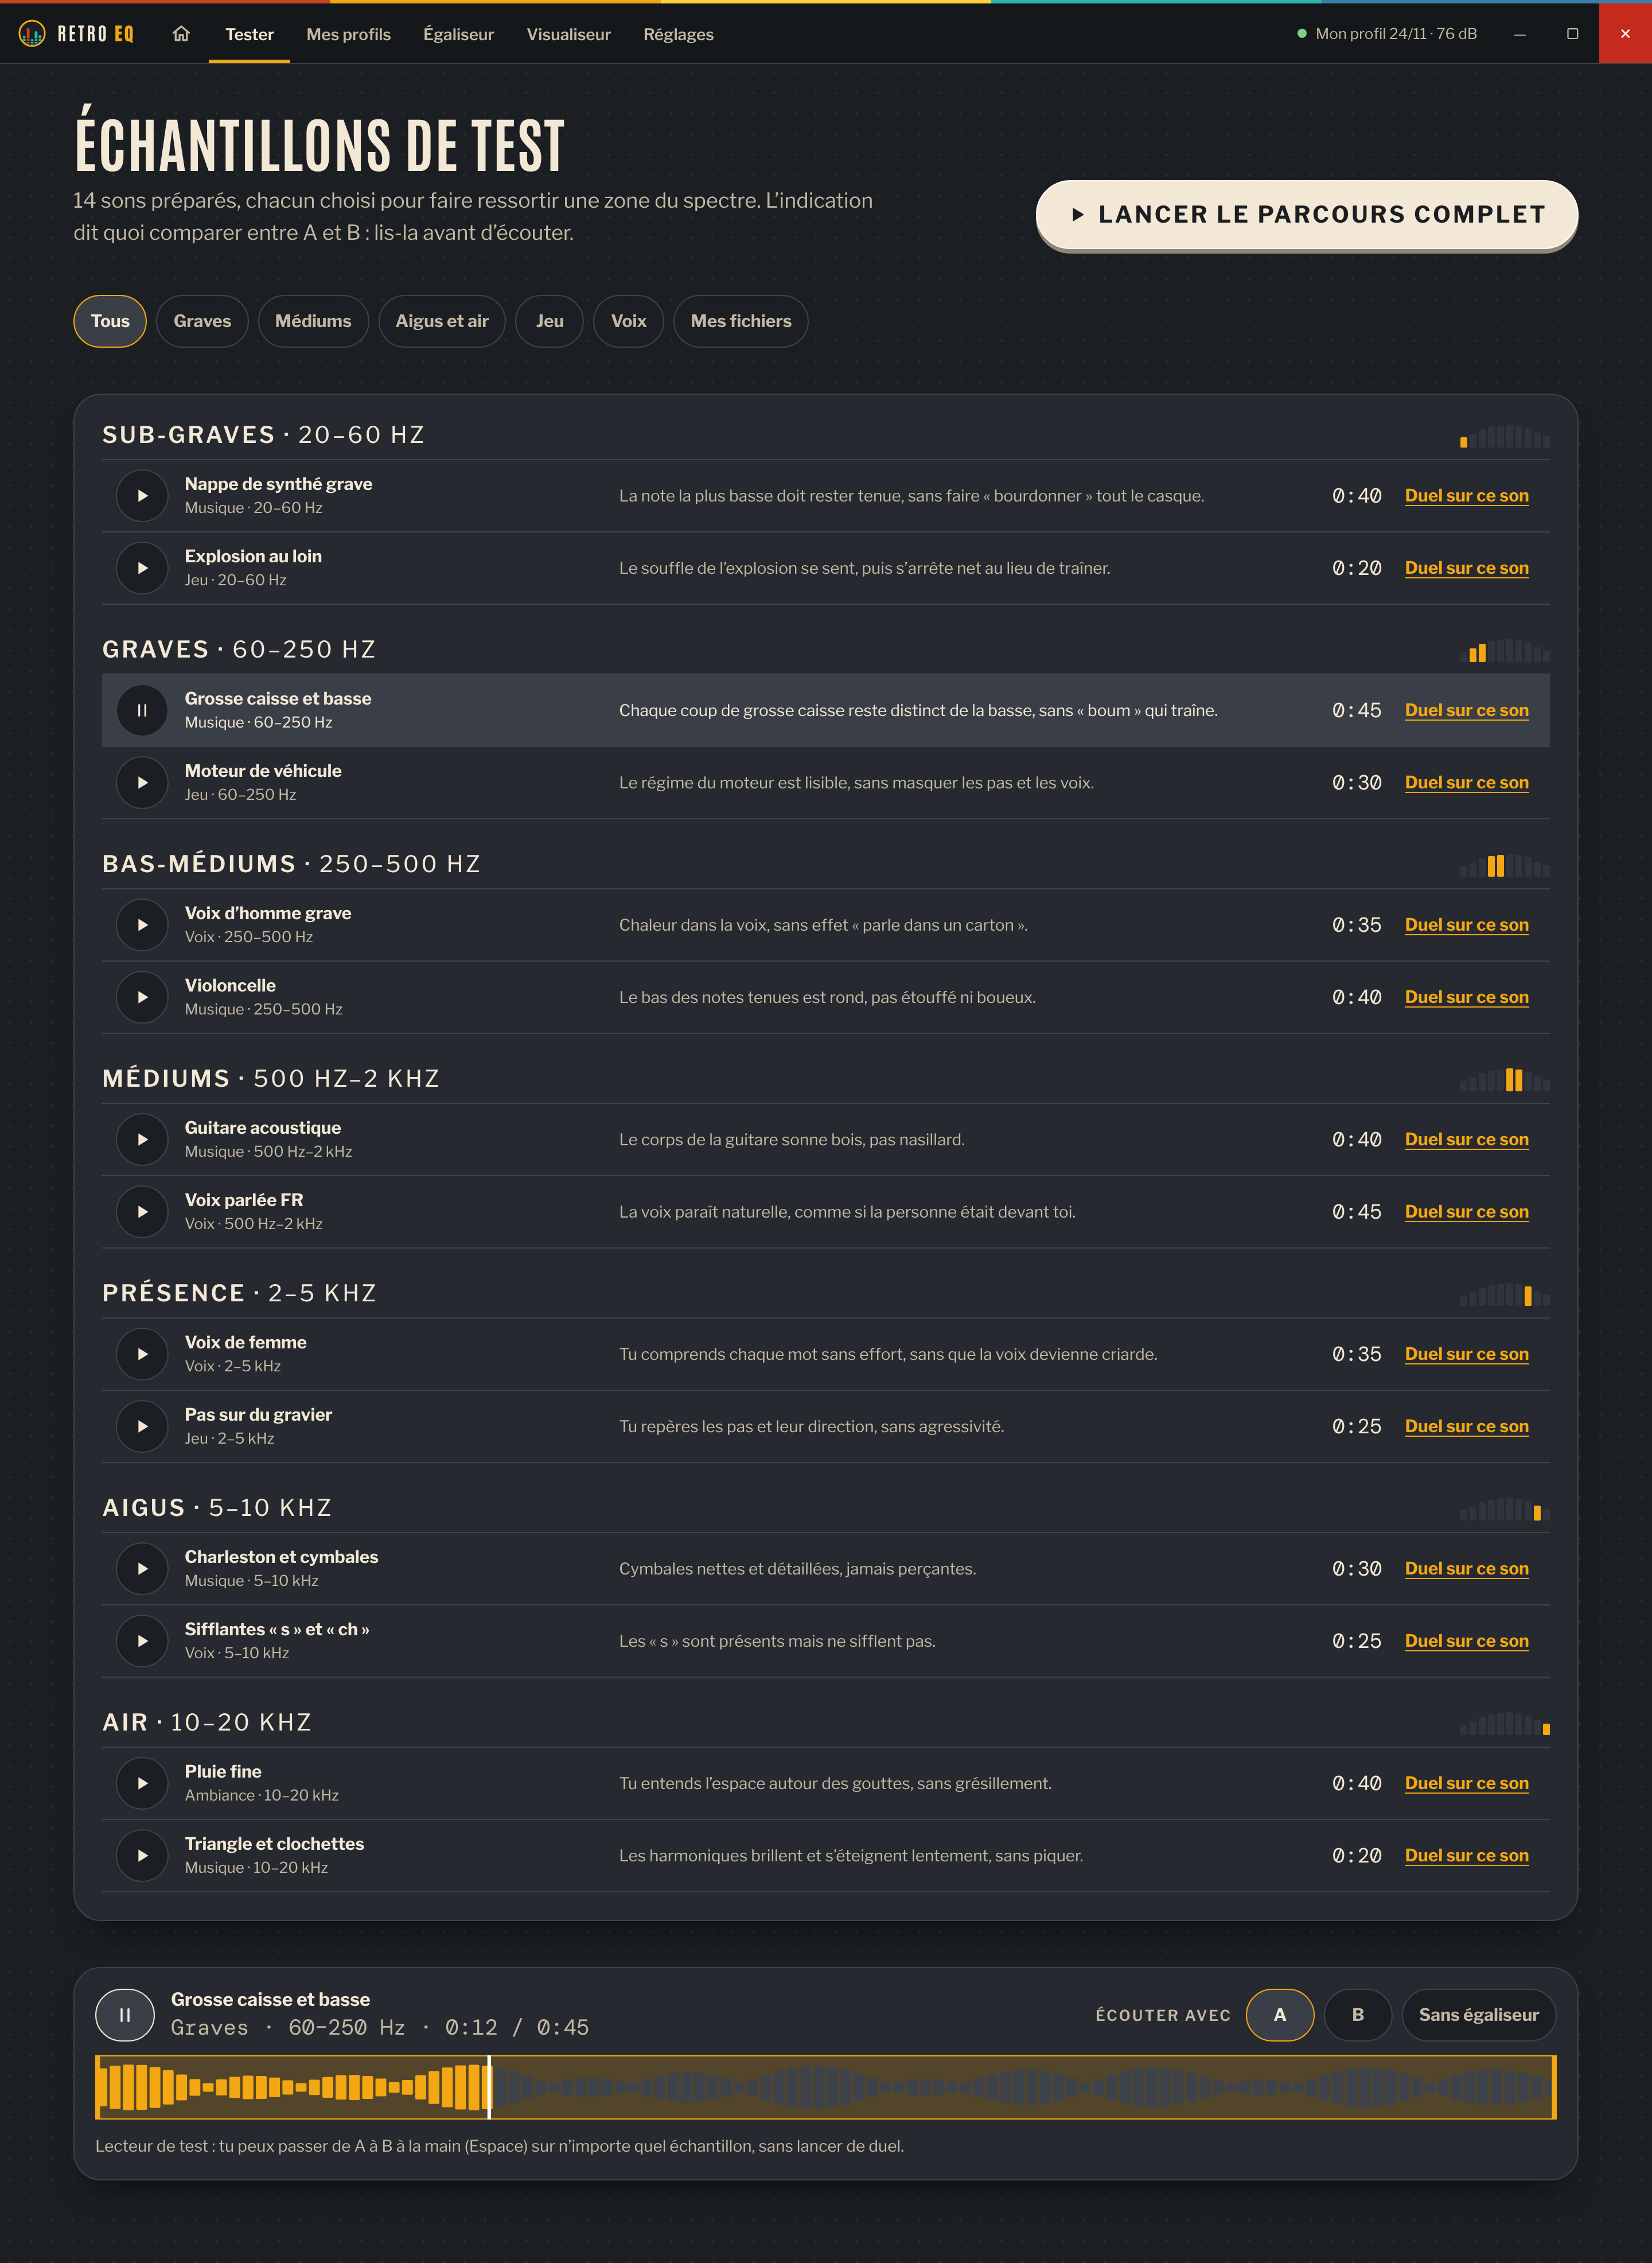 RETRO EQ
Tester
Mes profils
Égaliseur
Visualiseur
Réglages
Mon profil 24/11 · 76 dB
ÉCHANTILLONS DE TEST
14 sons préparés, chacun choisi pour faire ressortir une zone du spectre. L’indication
dit quoi comparer entre A et B : lis-la avant d’écouter.
LANCER LE PARCOURS COMPLET
Tous
Graves
Médiums
Aigus et air
Jeu
Voix
Mes fichiers
SUB-GRAVES · 20–60 HZ
Nappe de synthé grave
Musique · 20–60 Hz
La note la plus basse doit rester tenue, sans faire « bourdonner » tout le casque.
0:40
Duel sur ce son
Explosion au loin
Jeu · 20–60 Hz
Le souffle de l’explosion se sent, puis s’arrête net au lieu de traîner.
0:20
Duel sur ce son
GRAVES · 60–250 HZ
Grosse caisse et basse
Musique · 60–250 Hz
Chaque coup de grosse caisse reste distinct de la basse, sans « boum » qui traîne.
0:45
Duel sur ce son
Moteur de véhicule
Jeu · 60–250 Hz
Le régime du moteur est lisible, sans masquer les pas et les voix.
0:30
Duel sur ce son
BAS-MÉDIUMS · 250–500 HZ
Voix d’homme grave
Voix · 250–500 Hz
Chaleur dans la voix, sans effet « parle dans un carton ».
0:35
Duel sur ce son
Violoncelle
Musique · 250–500 Hz
Le bas des notes tenues est rond, pas étouffé ni boueux.
0:40
Duel sur ce son
MÉDIUMS · 500 HZ–2 KHZ
Guitare acoustique
Musique · 500 Hz–2 kHz
Le corps de la guitare sonne bois, pas nasillard.
0:40
Duel sur ce son
Voix parlée FR
Voix · 500 Hz–2 kHz
La voix paraît naturelle, comme si la personne était devant toi.
0:45
Duel sur ce son
PRÉSENCE · 2–5 KHZ
Voix de femme
Voix · 2–5 kHz
Tu comprends chaque mot sans effort, sans que la voix devienne criarde.
0:35
Duel sur ce son
Pas sur du gravier
Jeu · 2–5 kHz
Tu repères les pas et leur direction, sans agressivité.
0:25
Duel sur ce son
AIGUS · 5–10 KHZ
Charleston et cymbales
Musique · 5–10 kHz
Cymbales nettes et détaillées, jamais perçantes.
0:30
Duel sur ce son
Sifflantes « s » et « ch »
Voix · 5–10 kHz
Les « s » sont présents mais ne sifflent pas.
0:25
Duel sur ce son
AIR · 10–20 KHZ
Pluie fine
Ambiance · 10–20 kHz
Tu entends l’espace autour des gouttes, sans grésillement.
0:40
Duel sur ce son
Triangle et clochettes
Musique · 10–20 kHz
Les harmoniques brillent et s’éteignent lentement, sans piquer.
0:20
Duel sur ce son
Grosse caisse et basse
Graves · 60–250 Hz · 0:12 / 0:45
ÉCOUTER AVEC
A
B
Sans égaliseur
Lecteur de test : tu peux passer de A à B à la main (Espace) sur n’importe quel échantillon, sans lancer de duel.